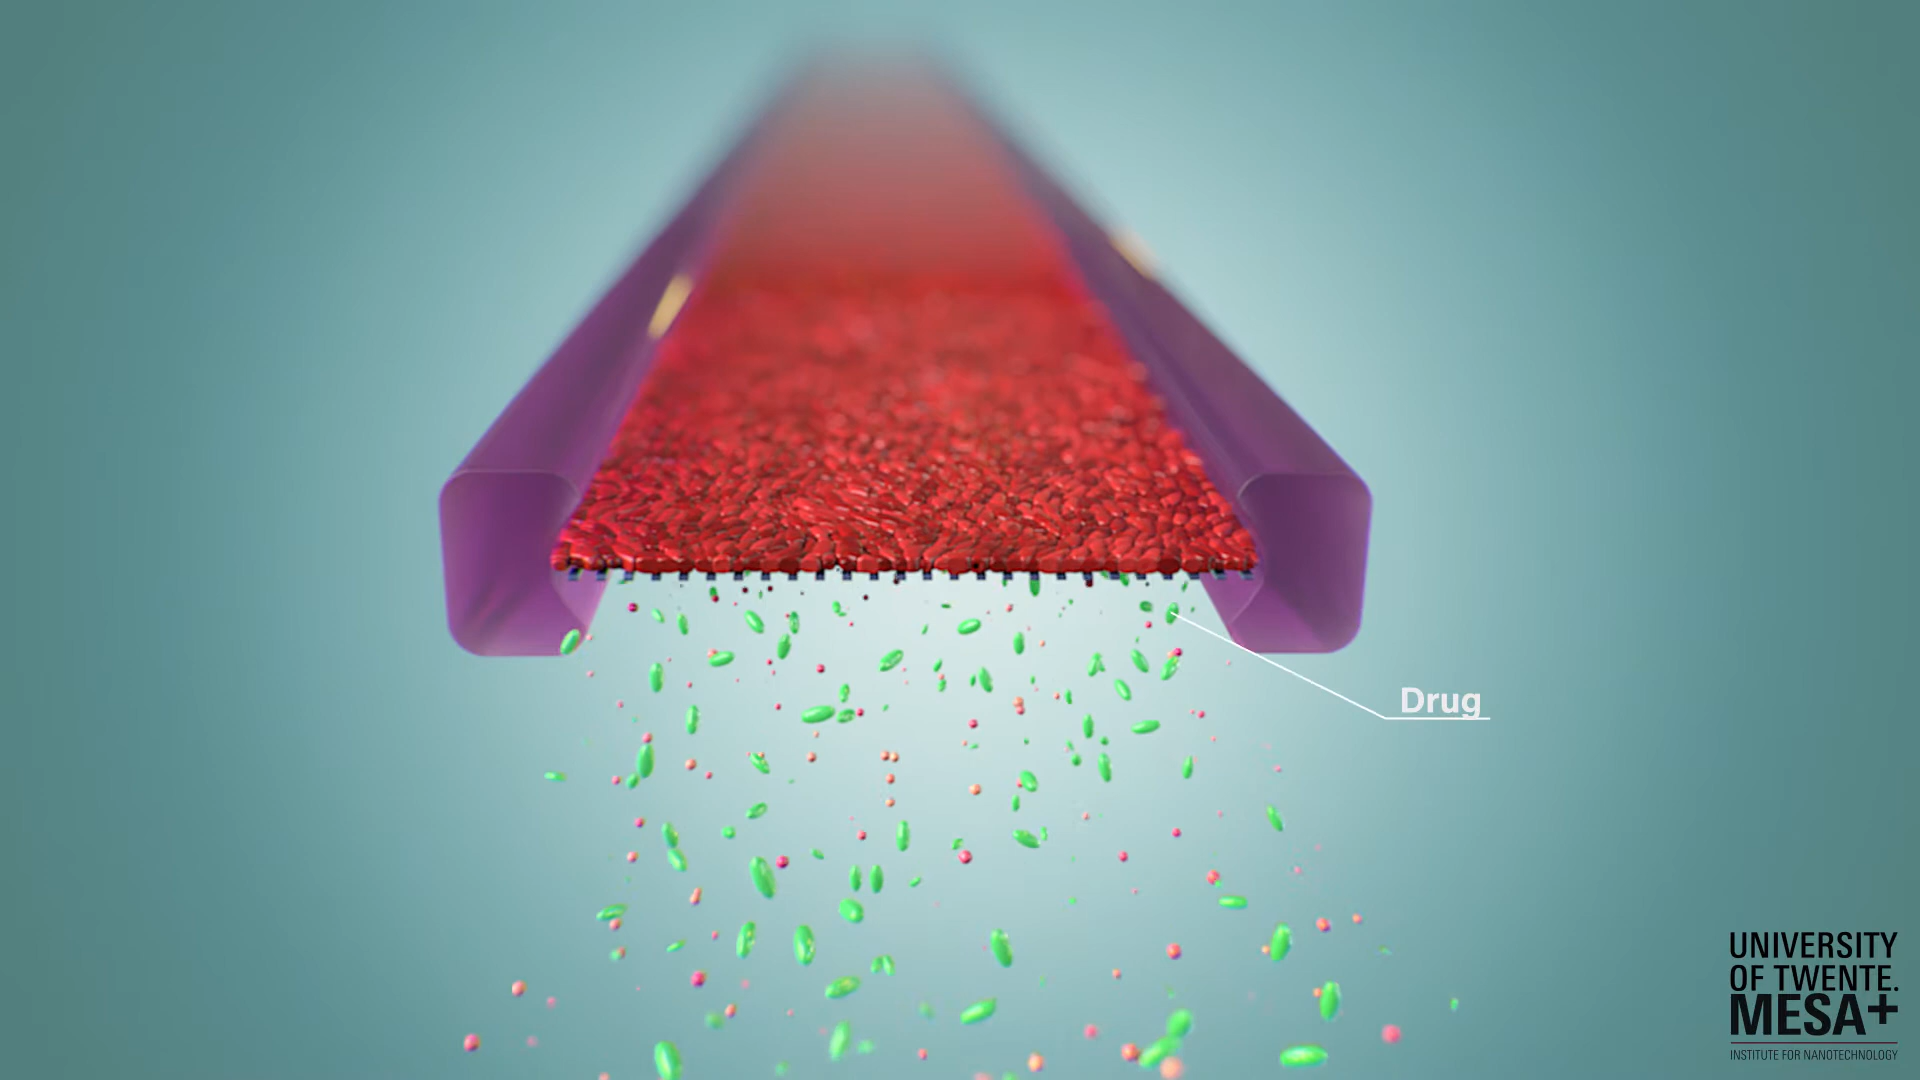 Drug
UNIVERSITY
OF TWENTE.
MESA+
INSTITUTE FOR NANOTECHNOLOGY